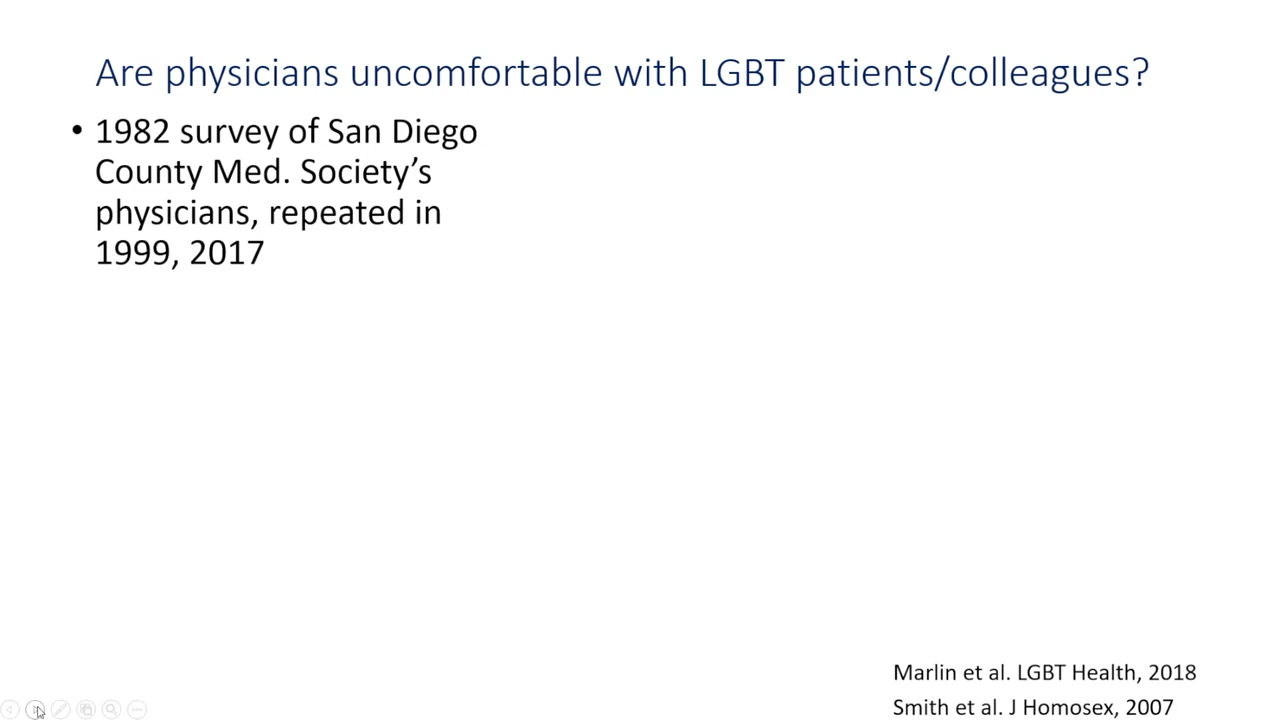 Are physicians uncomfortable with LGBT patients/colleagues?
• 1982 survey of San Diego
County Med. Society’s
physicians, repeated in
1999, 2017
Marlin et al. LGBT Health, 2018
Smith et al. J Homosex, 2007